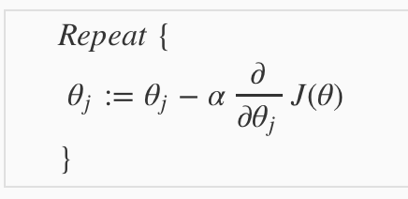 Repeat {
θⱼ := θⱼ − α ∂/∂θⱼ J(θ)
}